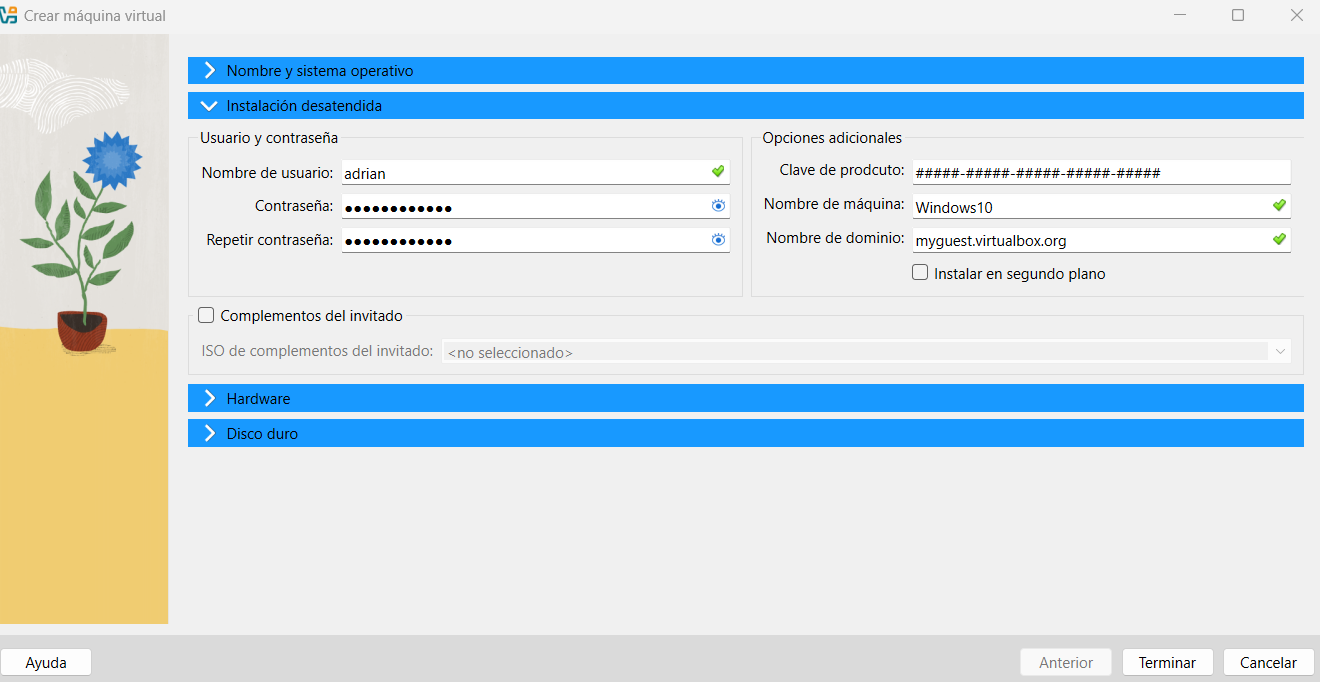 Crear máquina virtual
Nombre y sistema operativo
Instalación desatendida
Usuario y contraseña
Nombre de usuario: adrian
Contraseña: ●●●●●●●●●●●●
Repetir contraseña: ●●●●●●●●●●●●
Opciones adicionales
Clave de prodcuto: #####-#####-#####-#####-#####
Nombre de máquina: Windows10
Nombre de dominio: myguest.virtualbox.org
Instalar en segundo plano
Complementos del invitado
ISO de complementos del invitado: <no seleccionado>
Hardware
Disco duro
Ayuda
Anterior
Terminar
Cancelar